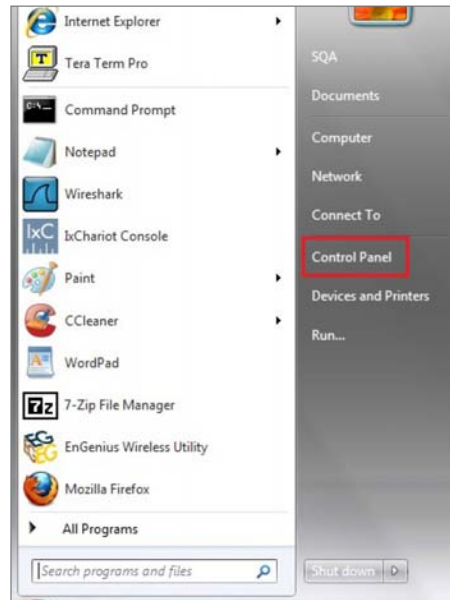 Internet Explorer
Tera Term Pro
Command Prompt
Notepad
Wireshark
IxC
IxChariot Console
Paint
CCleaner
WordPad
7z
7-Zip File Manager
EnGenius Wireless Utility
Mozilla Firefox
All Programs
Search programs and files
SQA
Documents
Computer
Network
Connect To
Control Panel
Devices and Printers
Run...
Shut down